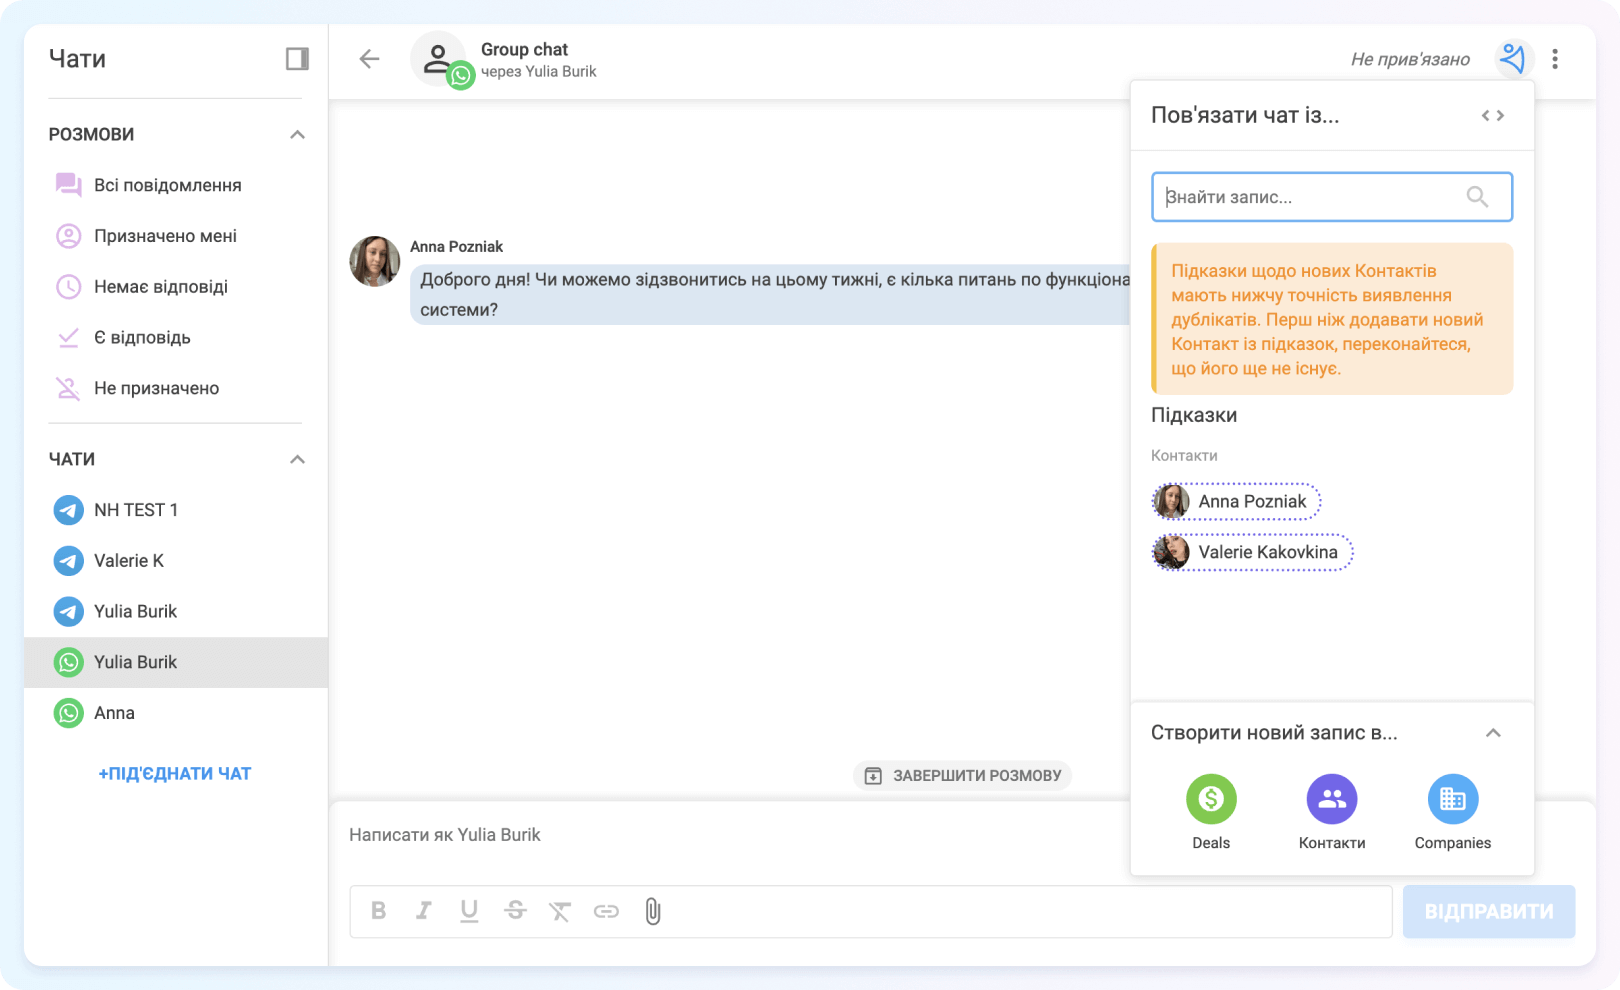 Чати
РОЗМОВИ
Всі повідомлення
Призначено мені
Немає відповіді
Є відповідь
Не призначено
ЧАТИ
NH TEST 1
Valerie K
Yulia Burik
Yulia Burik
Anna
+ПІД'ЄДНАТИ ЧАТ
Group chat
через Yulia Burik
Не прив'язано
Anna Pozniak
Доброго дня! Чи можемо зідзвонитись на цьому тижні, є кілька питань по функціона
системи?
ЗАВЕРШИТИ РОЗМОВУ
Написати як Yulia Burik
B I U S
ВІДПРАВИТИ
Пов'язати чат із...
Знайти запис...
Підказки щодо нових Контактів
мають нижчу точність виявлення
дублікатів. Перш ніж додавати новий
Контакт із підказок, переконайтеся,
що його ще не існує.
Підказки
Контакти
Anna Pozniak
Valerie Kakovkina
Створити новий запис в...
Deals
Контакти
Companies